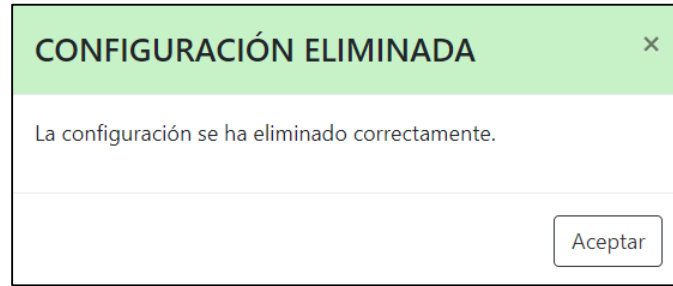 CONFIGURACIÓN ELIMINADA
×
La configuración se ha eliminado correctamente.
Aceptar